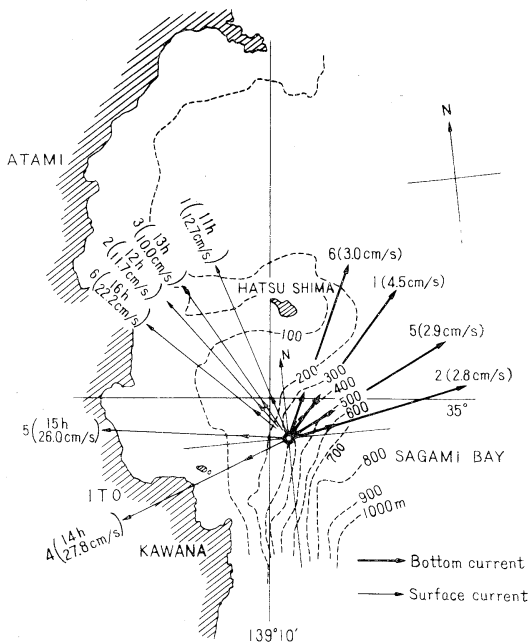 N
ATAMI
1(11h
12.7cm/s)
3(13h
10.0cm/s)
2(12h
11.7cm/s)
6(16h
22.2cm/s)
6(3.0cm/s)
HATSU SHIMA
1(4.5cm/s)
100
5(2.9cm/s)
N
200
300
400
2(2.8cm/s)
500
600
35°
5(15h
26.0cm/s)
700
800
SAGAMI BAY
ITO
900
1000m
4(14h
27.8cm/s)
KAWANA
Bottom current
Surface current
139°10'